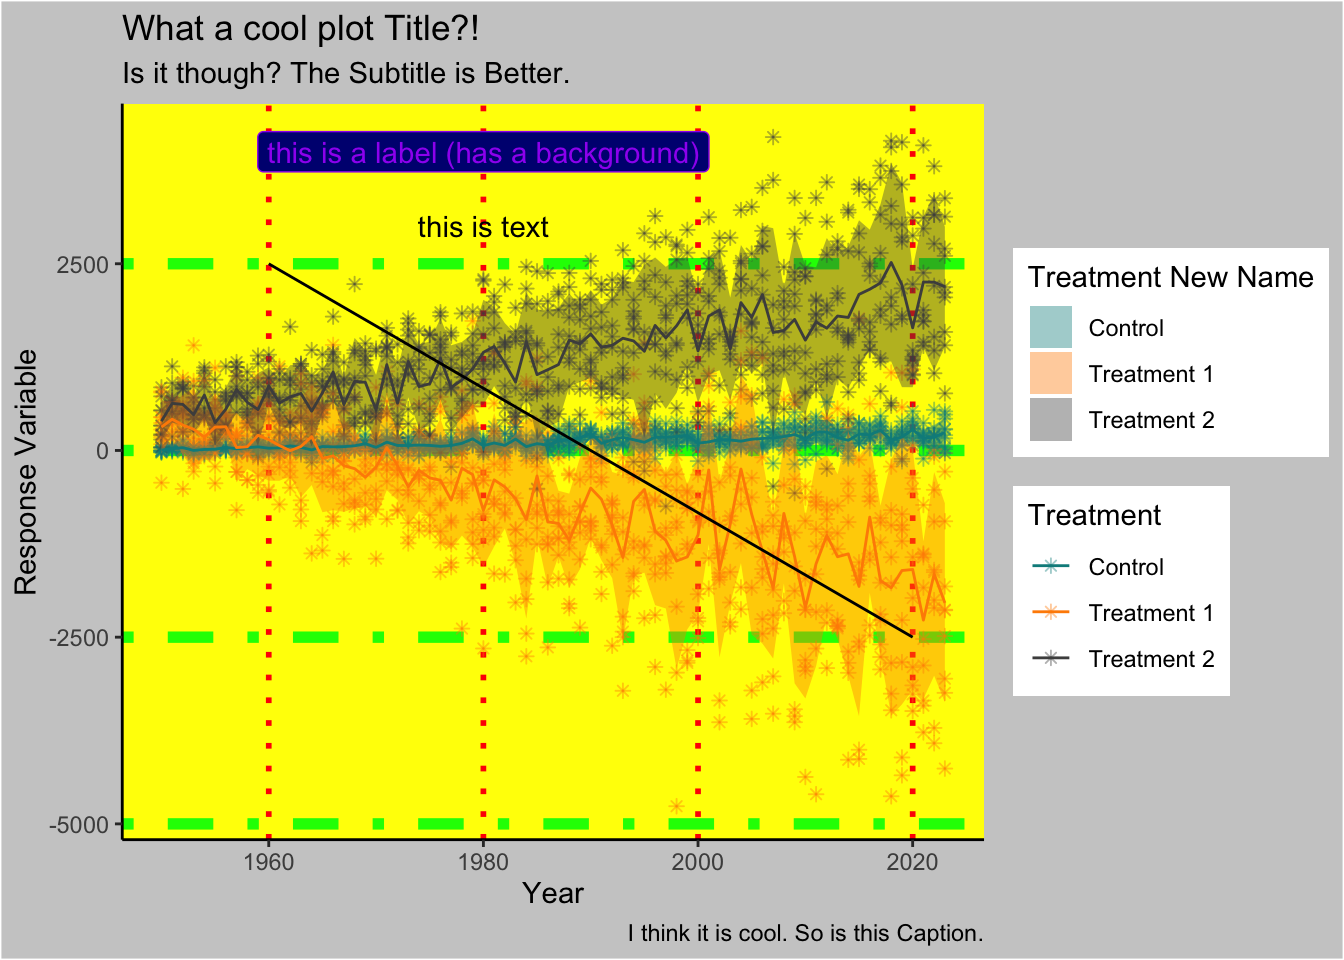 What a cool plot Title?!
Is it though? The Subtitle is Better.
this is a label (has a background)
this is text
2500
0
-2500
-5000
Response Variable
1960 1980 2000 2020
Year
I think it is cool. So is this Caption.
Treatment New Name
Control
Treatment 1
Treatment 2
Treatment
Control
Treatment 1
Treatment 2